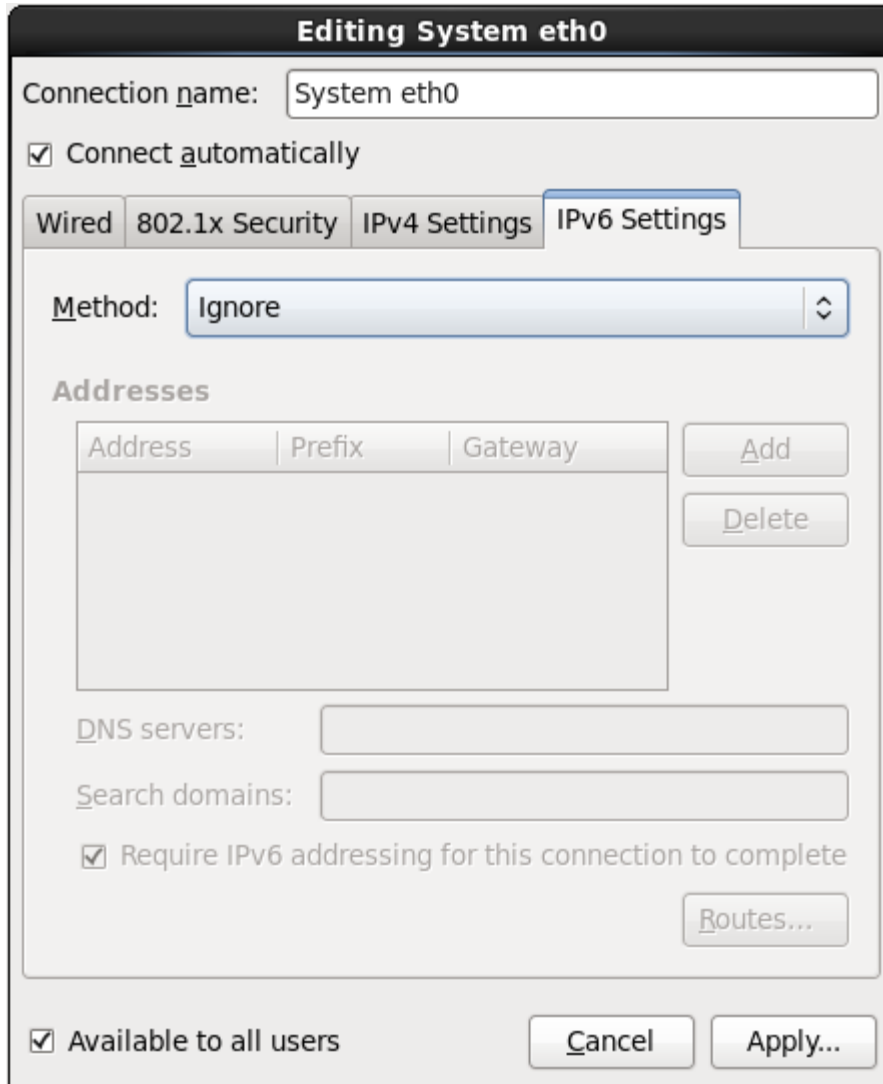 Editing System eth0
Connection name: System eth0
Connect automatically
Wired 802.1x Security IPv4 Settings IPv6 Settings
Method: Ignore
Addresses
Address Prefix Gateway Add
Delete
DNS servers:
Search domains:
Require IPv6 addressing for this connection to complete
Routes...
Available to all users Cancel Apply...